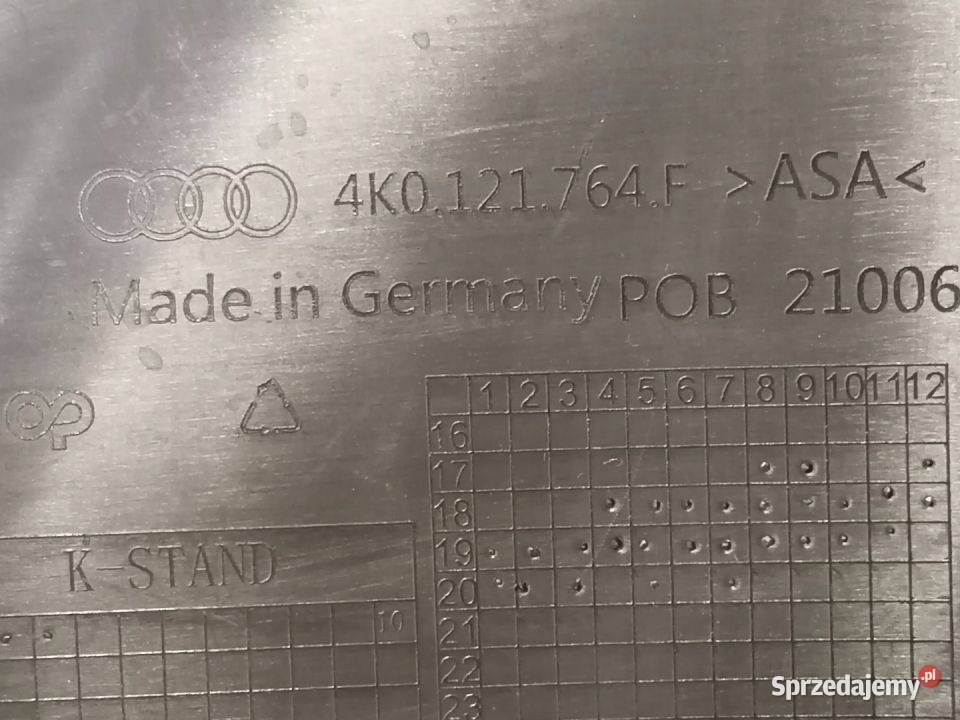 4K0.121.764.F >ASA<
Made in Germany POB 21006
OP
1 2 3 4 5 6 7 8 9 10 11 12
16
17
18
19
20
21
22
23
K-STAND
10
Sprzedajemy.pl